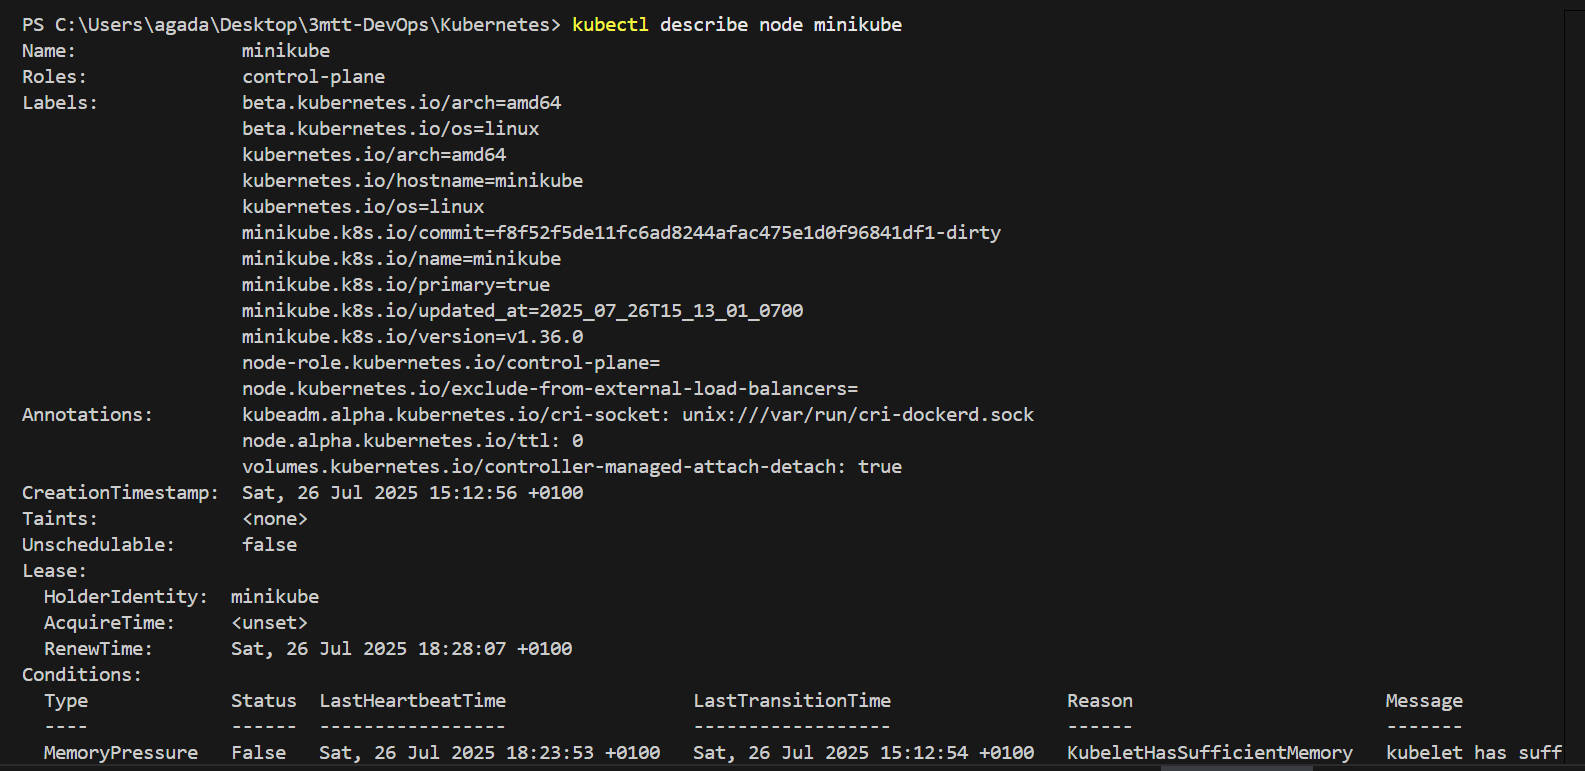 PS C:\Users\agada\Desktop\3mtt-DevOps\Kubernetes> kubectl describe node minikube
Name:               minikube
Roles:              control-plane
Labels:             beta.kubernetes.io/arch=amd64
                    beta.kubernetes.io/os=linux
                    kubernetes.io/arch=amd64
                    kubernetes.io/hostname=minikube
                    kubernetes.io/os=linux
                    minikube.k8s.io/commit=f8f52f5de11fc6ad8244afac475e1d0f96841df1-dirty
                    minikube.k8s.io/name=minikube
                    minikube.k8s.io/primary=true
                    minikube.k8s.io/updated_at=2025_07_26T15_13_01_0700
                    minikube.k8s.io/version=v1.36.0
                    node-role.kubernetes.io/control-plane=
                    node.kubernetes.io/exclude-from-external-load-balancers=
Annotations:        kubeadm.alpha.kubernetes.io/cri-socket: unix:///var/run/cri-dockerd.sock
                    node.alpha.kubernetes.io/ttl: 0
                    volumes.kubernetes.io/controller-managed-attach-detach: true
CreationTimestamp:  Sat, 26 Jul 2025 15:12:56 +0100
Taints:             <none>
Unschedulable:      false
Lease:
  HolderIdentity:  minikube
  AcquireTime:     <unset>
  RenewTime:       Sat, 26 Jul 2025 18:28:07 +0100
Conditions:
  Type             Status  LastHeartbeatTime                 LastTransitionTime                Reason                       Message
  ----             ------  -----------------                 ------------------                ------                       -------
  MemoryPressure   False   Sat, 26 Jul 2025 18:23:53 +0100   Sat, 26 Jul 2025 15:12:54 +0100   KubeletHasSufficientMemory   kubelet has suff